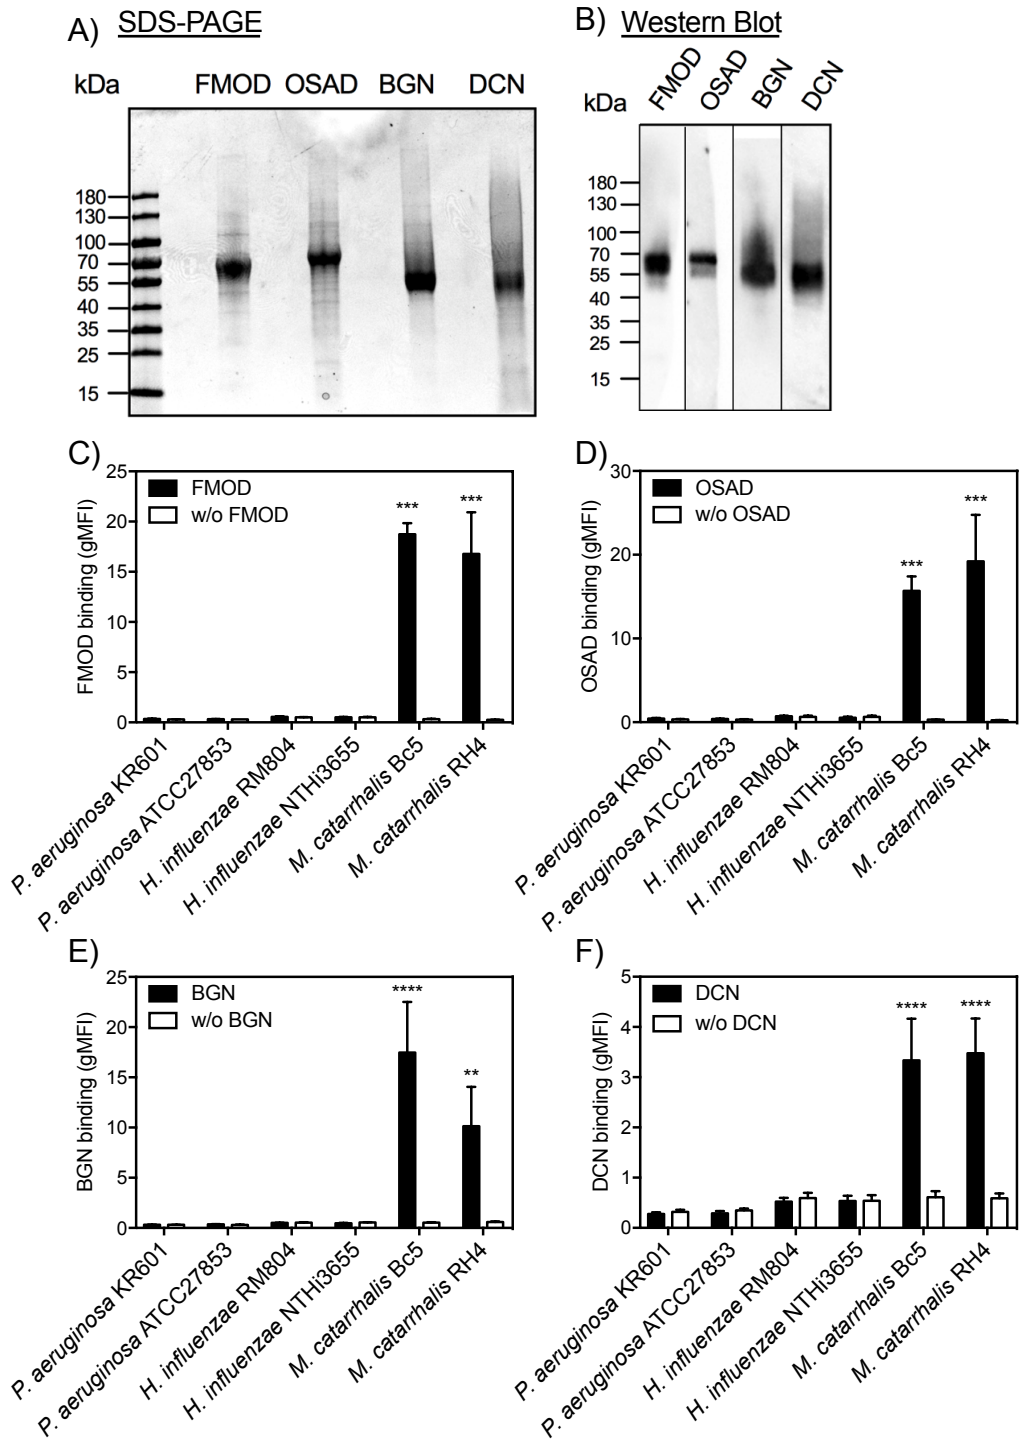 A) SDS-PAGE
kDa FMOD OSAD BGN DCN
180
130
100
70
55
40
35
25
15
B) Western Blot
kDa FMOD OSAD BGN DCN
180
130
100
70
55
40
35
25
15
C)
FMOD binding (gMFI)
25
20
15
10
5
0
FMOD
w/o FMOD
*** ***
P. aeruginosa KR601
P. aeruginosa ATCC27853
H. influenzae RM804
H. influenzae NTHi3655
M. catarrhalis Bc5
M. catarrhalis RH4
D)
OSAD binding (gMFI)
30
20
10
0
OSAD
w/o OSAD
*** ***
P. aeruginosa KR601
P. aeruginosa ATCC27853
H. influenzae RM804
H. influenzae NTHi3655
M. catarrhalis Bc5
M. catarrhalis RH4
E)
BGN binding (gMFI)
25
20
15
10
5
0
BGN
w/o BGN
**** **
P. aeruginosa KR601
P. aeruginosa ATCC27853
H. influenzae RM804
H. influenzae NTHi3655
M. catarrhalis Bc5
M. catarrhalis RH4
F)
DCN binding (gMFI)
5
4
3
2
1
0
DCN
w/o DCN
**** ****
P. aeruginosa KR601
P. aeruginosa ATCC27853
H. influenzae RM804
H. influenzae NTHi3655
M. catarrhalis Bc5
M. catarrhalis RH4